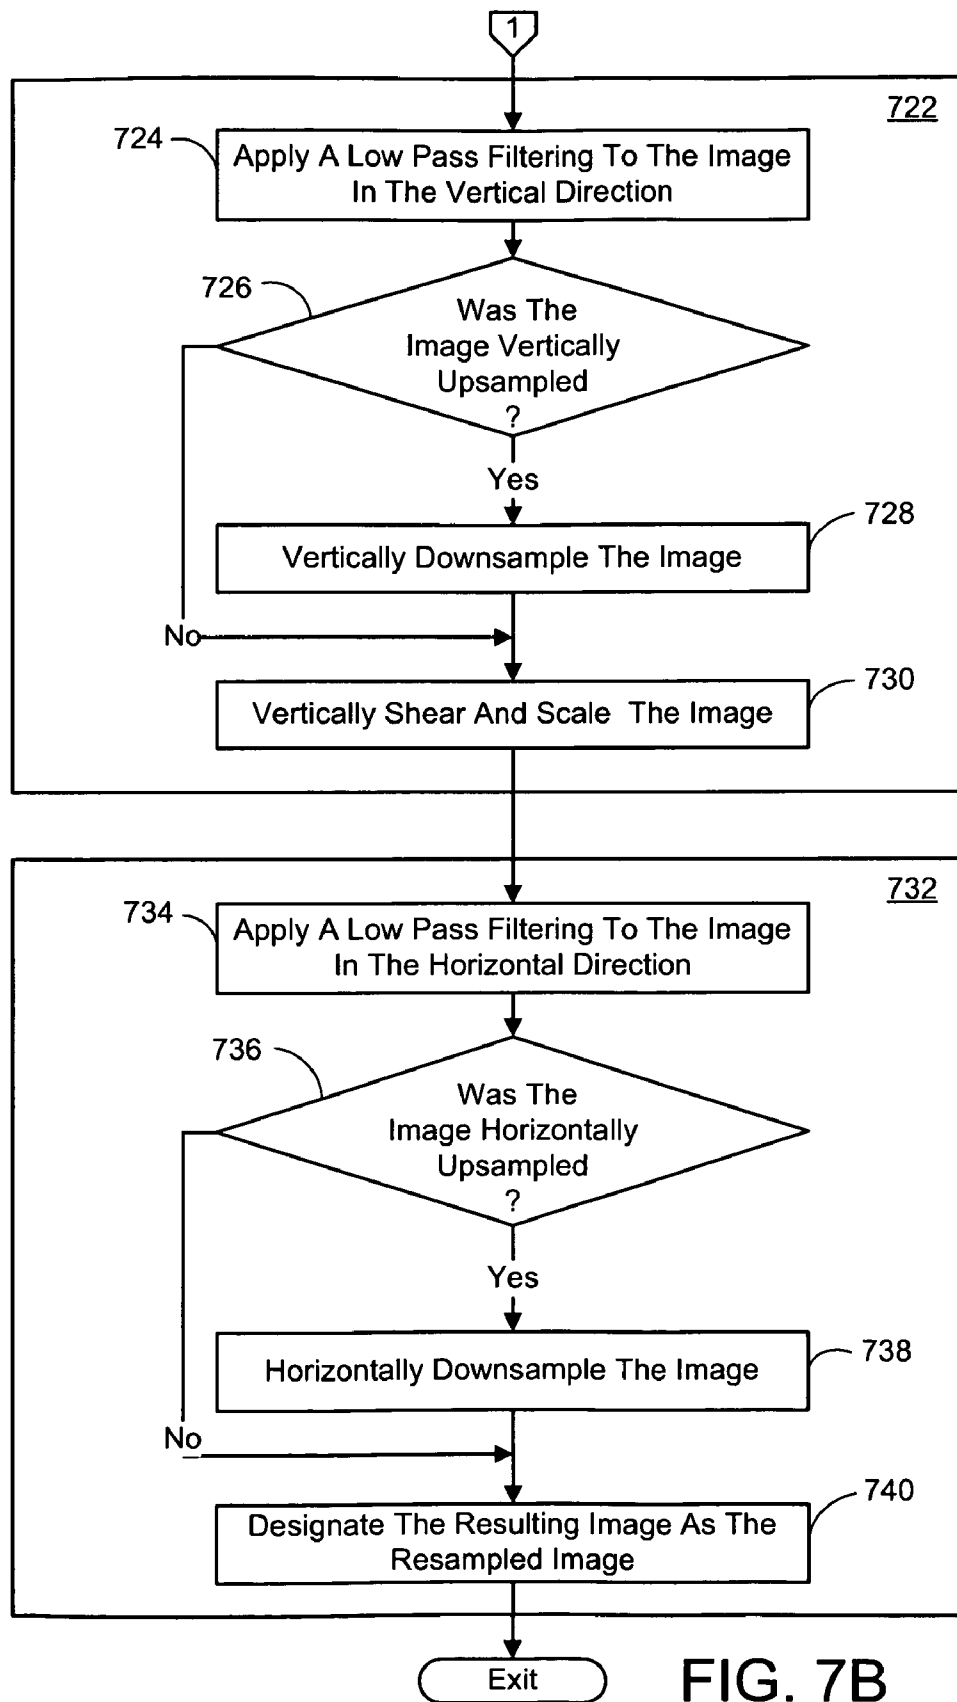 1
722
724
Apply A Low Pass Filtering To The Image
In The Vertical Direction
726
Was The
Image Vertically
Upsampled
?
Yes
728
Vertically Downsample The Image
No
730
Vertically Shear And Scale The Image
732
734
Apply A Low Pass Filtering To The Image
In The Horizontal Direction
736
Was The
Image Horizontally
Upsampled
?
Yes
738
Horizontally Downsample The Image
No
740
Designate The Resulting Image As The
Resampled Image
Exit
FIG. 7B